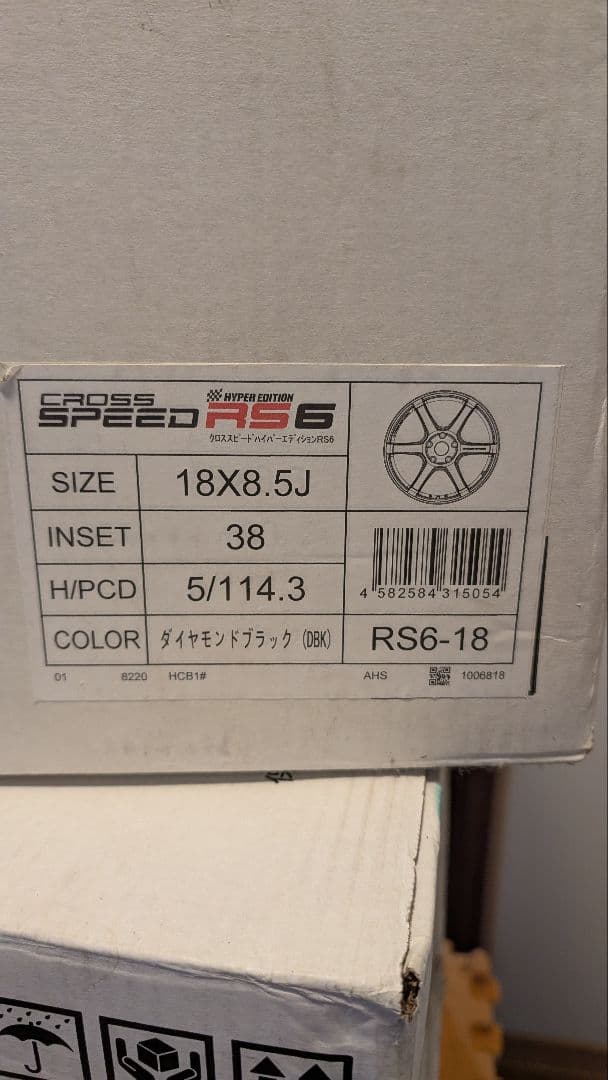 CROSS SPEED HYPER EDITION RS6
クロススピードハイパーエディションRS6
SIZE 18X8.5J
INSET 38
H/PCD 5/114.3
4 582584 315054
COLOR ダイヤモンドブラック (DBK) RS6-18
01 8220 HCB1# AHS 1006818